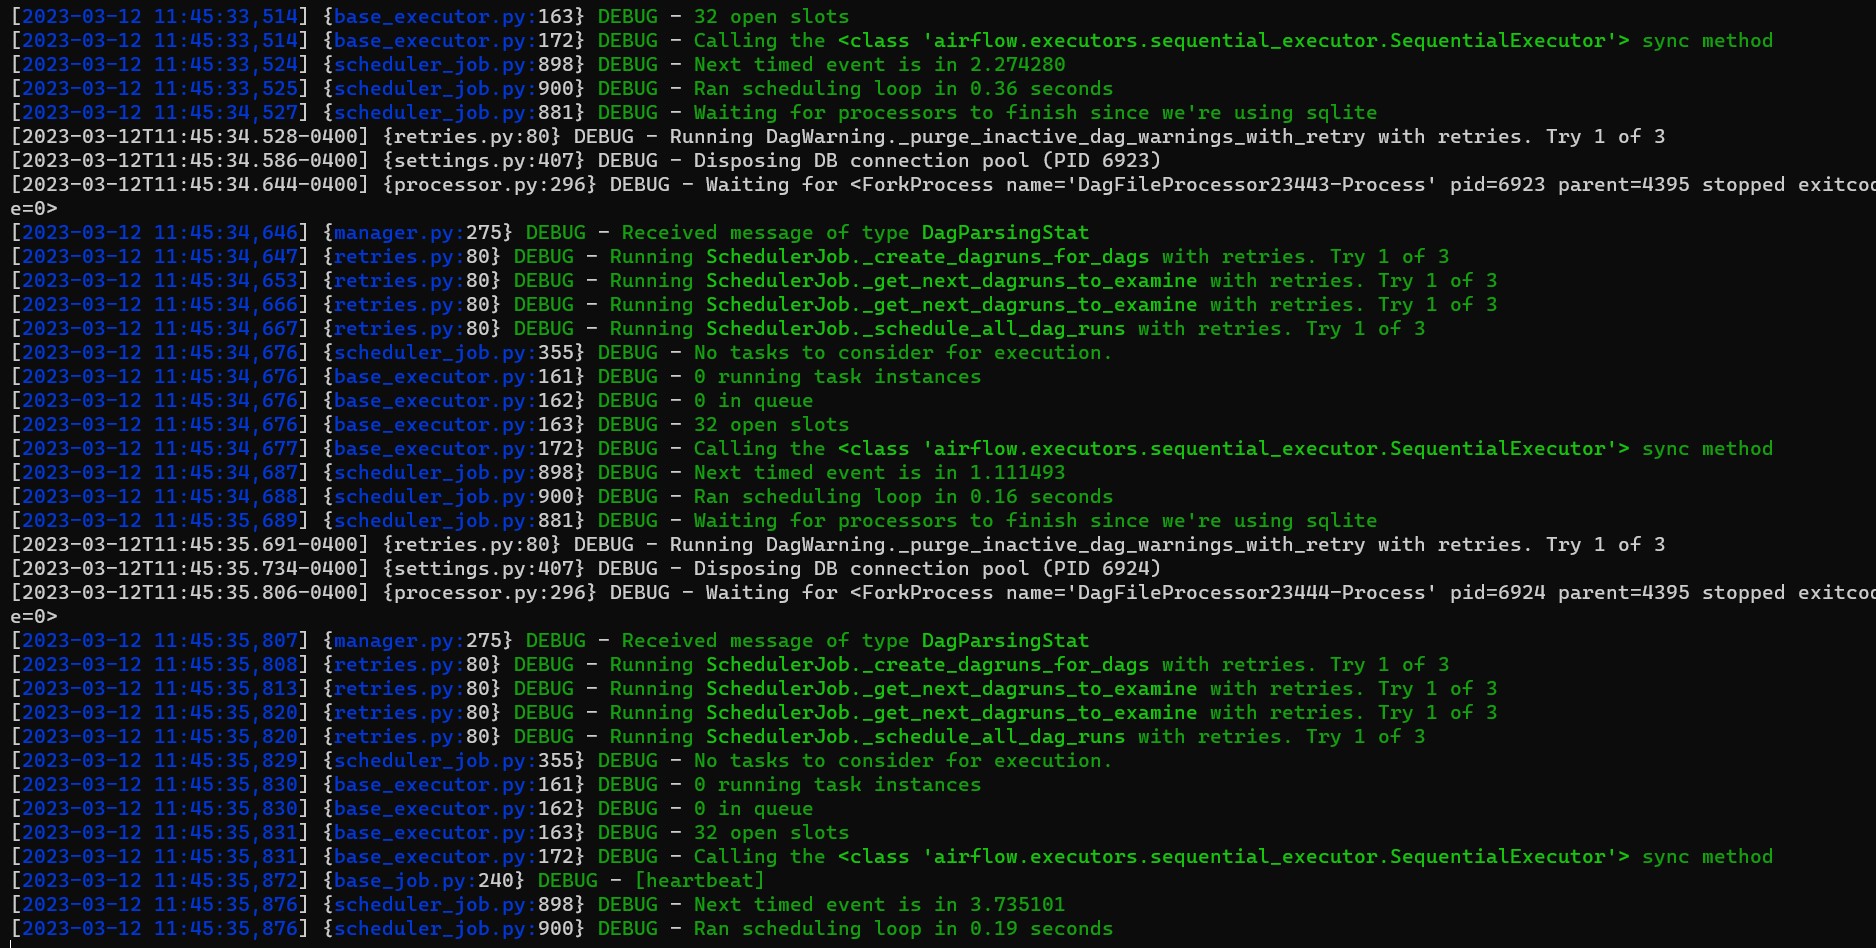 [2023-03-12 11:45:33,514] {base_executor.py:163} DEBUG - 32 open slots
[2023-03-12 11:45:33,514] {base_executor.py:172} DEBUG - Calling the <class 'airflow.executors.sequential_executor.SequentialExecutor'> sync method
[2023-03-12 11:45:33,524] {scheduler_job.py:898} DEBUG - Next timed event is in 2.274280
[2023-03-12 11:45:33,525] {scheduler_job.py:900} DEBUG - Ran scheduling loop in 0.36 seconds
[2023-03-12 11:45:34,527] {scheduler_job.py:881} DEBUG - Waiting for processors to finish since we're using sqlite
[2023-03-12T11:45:34.528-0400] {retries.py:80} DEBUG - Running DagWarning._purge_inactive_dag_warnings_with_retry with retries. Try 1 of 3
[2023-03-12T11:45:34.586-0400] {settings.py:407} DEBUG - Disposing DB connection pool (PID 6923)
[2023-03-12T11:45:34.644-0400] {processor.py:296} DEBUG - Waiting for <ForkProcess name='DagFileProcessor23443-Process' pid=6923 parent=4395 stopped exitcod
e=0>
[2023-03-12 11:45:34,646] {manager.py:275} DEBUG - Received message of type DagParsingStat
[2023-03-12 11:45:34,647] {retries.py:80} DEBUG - Running SchedulerJob._create_dagruns_for_dags with retries. Try 1 of 3
[2023-03-12 11:45:34,653] {retries.py:80} DEBUG - Running SchedulerJob._get_next_dagruns_to_examine with retries. Try 1 of 3
[2023-03-12 11:45:34,666] {retries.py:80} DEBUG - Running SchedulerJob._get_next_dagruns_to_examine with retries. Try 1 of 3
[2023-03-12 11:45:34,667] {retries.py:80} DEBUG - Running SchedulerJob._schedule_all_dag_runs with retries. Try 1 of 3
[2023-03-12 11:45:34,676] {scheduler_job.py:355} DEBUG - No tasks to consider for execution.
[2023-03-12 11:45:34,676] {base_executor.py:161} DEBUG - 0 running task instances
[2023-03-12 11:45:34,676] {base_executor.py:162} DEBUG - 0 in queue
[2023-03-12 11:45:34,676] {base_executor.py:163} DEBUG - 32 open slots
[2023-03-12 11:45:34,677] {base_executor.py:172} DEBUG - Calling the <class 'airflow.executors.sequential_executor.SequentialExecutor'> sync method
[2023-03-12 11:45:34,687] {scheduler_job.py:898} DEBUG - Next timed event is in 1.111493
[2023-03-12 11:45:34,688] {scheduler_job.py:900} DEBUG - Ran scheduling loop in 0.16 seconds
[2023-03-12 11:45:35,689] {scheduler_job.py:881} DEBUG - Waiting for processors to finish since we're using sqlite
[2023-03-12T11:45:35.691-0400] {retries.py:80} DEBUG - Running DagWarning._purge_inactive_dag_warnings_with_retry with retries. Try 1 of 3
[2023-03-12T11:45:35.734-0400] {settings.py:407} DEBUG - Disposing DB connection pool (PID 6924)
[2023-03-12T11:45:35.806-0400] {processor.py:296} DEBUG - Waiting for <ForkProcess name='DagFileProcessor23444-Process' pid=6924 parent=4395 stopped exitcod
e=0>
[2023-03-12 11:45:35,807] {manager.py:275} DEBUG - Received message of type DagParsingStat
[2023-03-12 11:45:35,808] {retries.py:80} DEBUG - Running SchedulerJob._create_dagruns_for_dags with retries. Try 1 of 3
[2023-03-12 11:45:35,813] {retries.py:80} DEBUG - Running SchedulerJob._get_next_dagruns_to_examine with retries. Try 1 of 3
[2023-03-12 11:45:35,820] {retries.py:80} DEBUG - Running SchedulerJob._get_next_dagruns_to_examine with retries. Try 1 of 3
[2023-03-12 11:45:35,820] {retries.py:80} DEBUG - Running SchedulerJob._schedule_all_dag_runs with retries. Try 1 of 3
[2023-03-12 11:45:35,829] {scheduler_job.py:355} DEBUG - No tasks to consider for execution.
[2023-03-12 11:45:35,830] {base_executor.py:161} DEBUG - 0 running task instances
[2023-03-12 11:45:35,830] {base_executor.py:162} DEBUG - 0 in queue
[2023-03-12 11:45:35,831] {base_executor.py:163} DEBUG - 32 open slots
[2023-03-12 11:45:35,831] {base_executor.py:172} DEBUG - Calling the <class 'airflow.executors.sequential_executor.SequentialExecutor'> sync method
[2023-03-12 11:45:35,872] {base_job.py:240} DEBUG - [heartbeat]
[2023-03-12 11:45:35,876] {scheduler_job.py:898} DEBUG - Next timed event is in 3.735101
[2023-03-12 11:45:35,876] {scheduler_job.py:900} DEBUG - Ran scheduling loop in 0.19 seconds